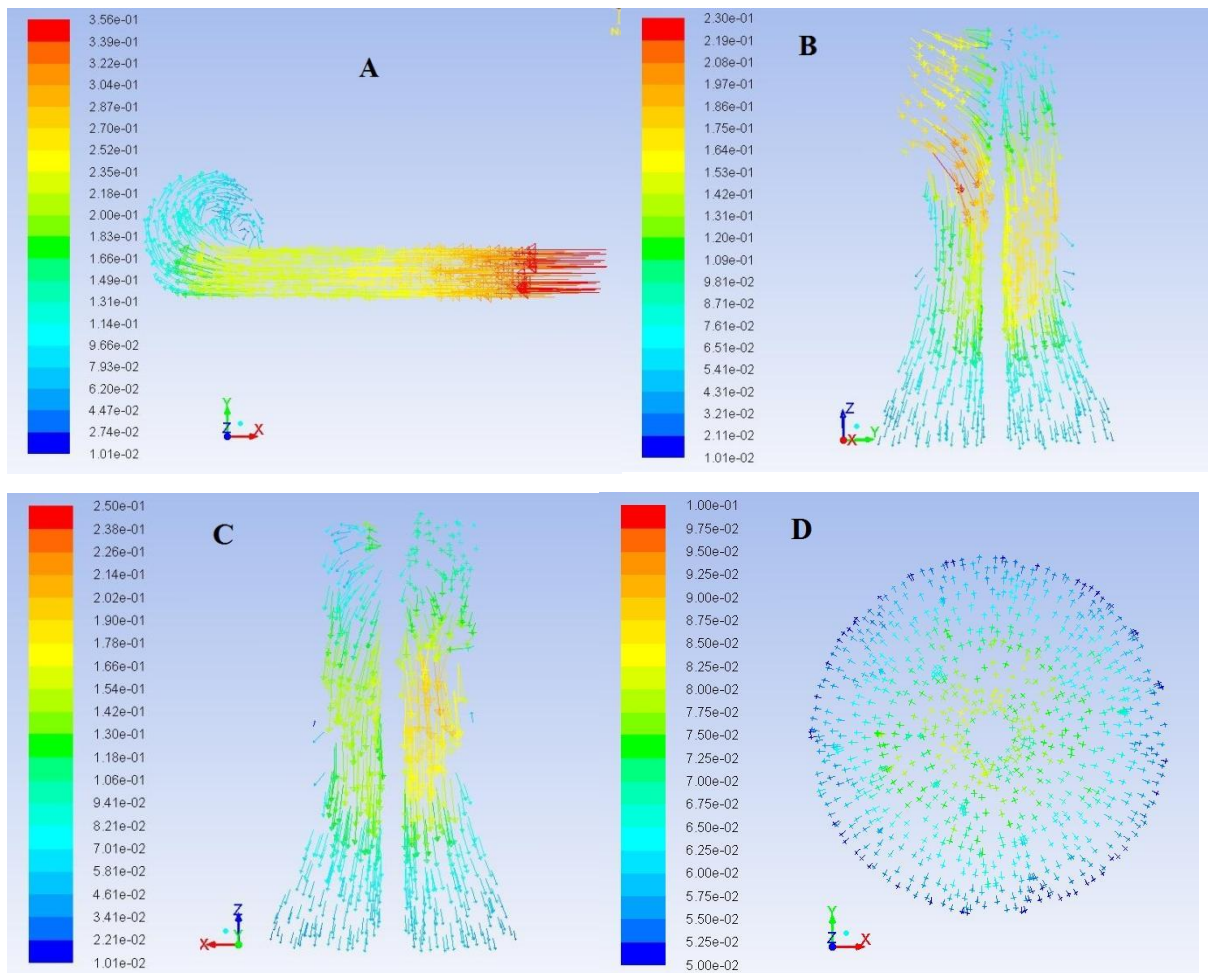 A
3.56e-01
3.39e-01
3.22e-01
3.04e-01
2.87e-01
2.70e-01
2.52e-01
2.35e-01
2.18e-01
2.00e-01
1.83e-01
1.66e-01
1.49e-01
1.31e-01
1.14e-01
9.66e-02
7.93e-02
6.20e-02
4.47e-02
2.74e-02
1.01e-02
Y
Z
X
Z
B
2.30e-01
2.19e-01
2.08e-01
1.97e-01
1.86e-01
1.75e-01
1.64e-01
1.53e-01
1.42e-01
1.31e-01
1.20e-01
1.09e-01
9.81e-02
8.71e-02
7.61e-02
6.51e-02
5.41e-02
4.31e-02
3.21e-02
2.11e-02
1.01e-02
Z
X
Y
C
2.50e-01
2.38e-01
2.26e-01
2.14e-01
2.02e-01
1.90e-01
1.78e-01
1.66e-01
1.54e-01
1.42e-01
1.30e-01
1.18e-01
1.06e-01
9.41e-02
8.21e-02
7.01e-02
5.81e-02
4.61e-02
3.41e-02
2.21e-02
1.01e-02
Z
X
Y
D
1.00e-01
9.75e-02
9.50e-02
9.25e-02
9.00e-02
8.75e-02
8.50e-02
8.25e-02
8.00e-02
7.75e-02
7.50e-02
7.25e-02
7.00e-02
6.75e-02
6.50e-02
6.25e-02
6.00e-02
5.75e-02
5.50e-02
5.25e-02
5.00e-02
Y
Z
X